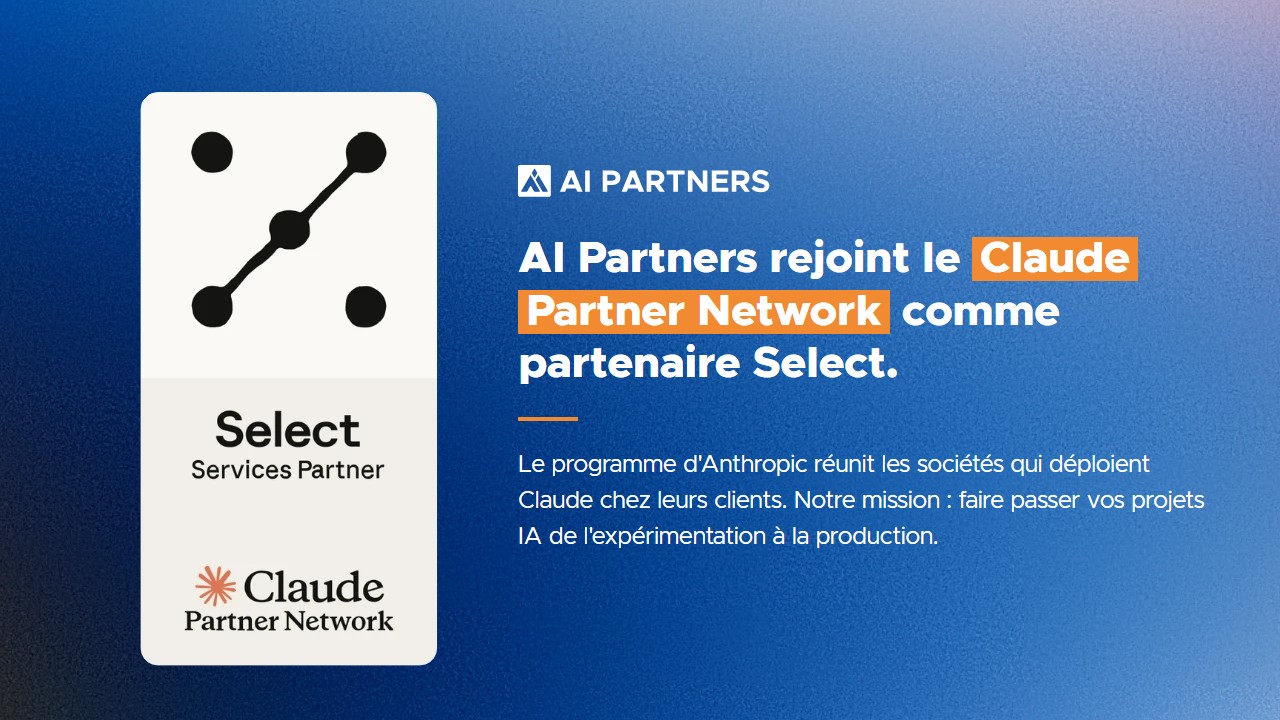 Select
Services Partner
Claude
Partner Network
AI PARTNERS
AI Partners rejoint le Claude
Partner Network comme
partenaire Select.
Le programme d'Anthropic réunit les sociétés qui déploient
Claude chez leurs clients. Notre mission : faire passer vos projets
IA de l'expérimentation à la production.